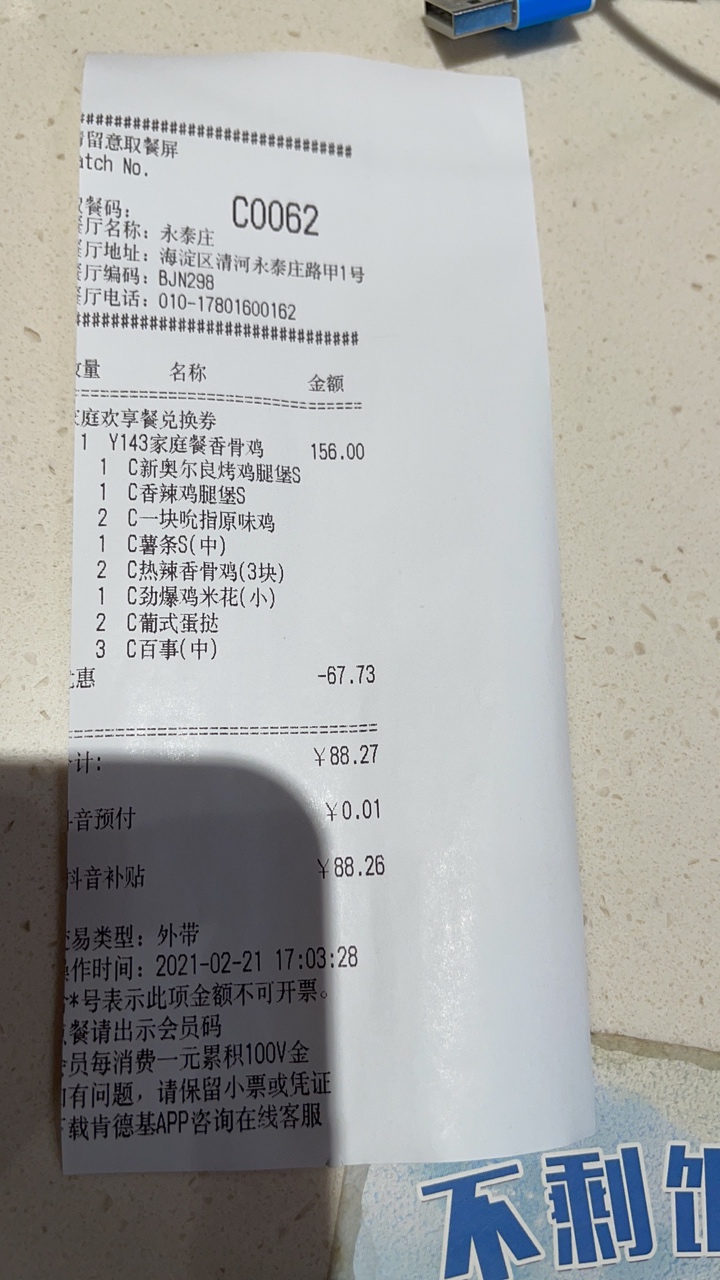 ##############################
留意取餐屏
atch No.
餐码： C0062
厅名称：永泰庄
厅地址：海淀区清河永泰庄路甲1号
厅编码：BJN298
厅电话：010-17801600162
##############################
量 名称 金额
================================
庭欢享餐兑换券
1 Y143家庭餐香骨鸡 156.00
1 C新奥尔良烤鸡腿堡S
1 C香辣鸡腿堡S
2 C一块吮指原味鸡
1 C薯条S(中)
2 C热辣香骨鸡(3块)
1 C劲爆鸡米花(小)
2 C葡式蛋挞
3 C百事(中)
惠 -67.73
================================
计: ￥88.27
音预付 ￥0.01
抖音补贴 ￥88.26
易类型：外带
操作时间：2021-02-21 17:03:28
*号表示此项金额不可开票。
餐请出示会员码
员每消费一元累积100V金
有问题，请保留小票或凭证
载肯德基APP咨询在线客服
不剩饭